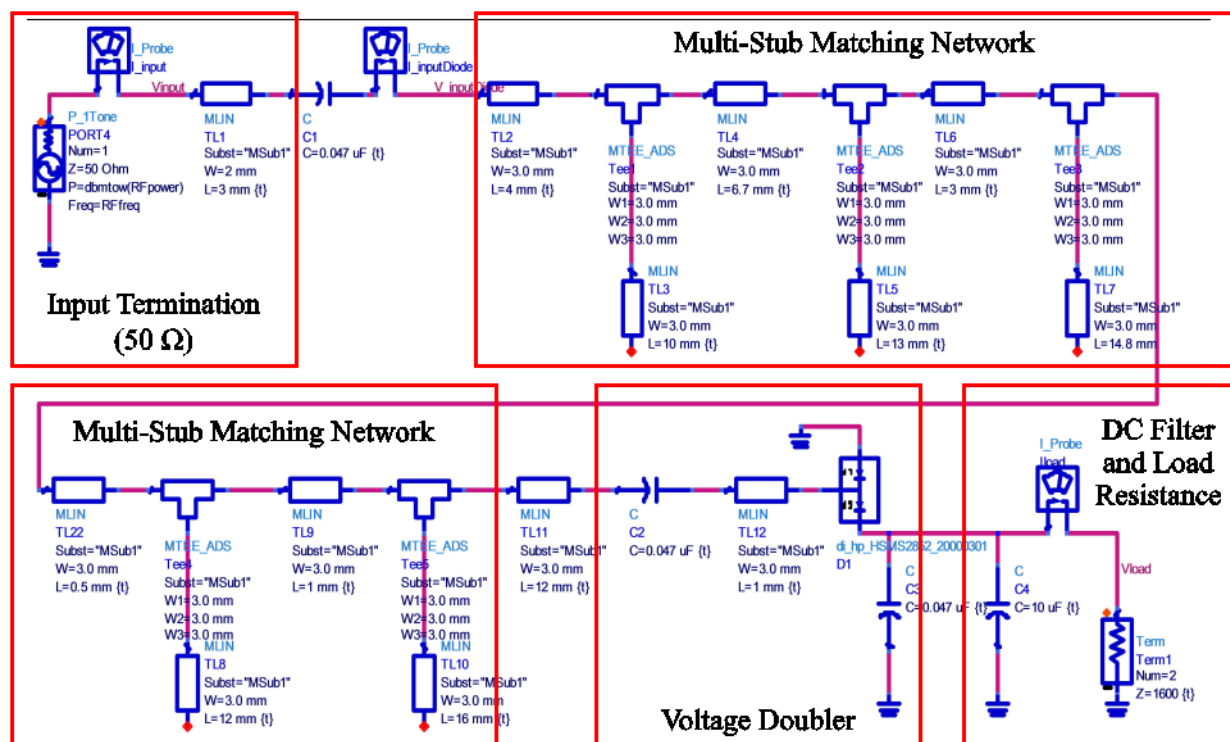 Multi-Stub Matching Network
I_Probe
I_input
I_Probe
I_inputDiode
Vinput
V_inputDiode
P_1Tone
PORT4
Num=1
Z=50 Ohm
P=dbmtow(RFpower)
Freq=RFfreq
MLIN
TL1
Subst="MSub1"
W=2 mm
L=3 mm {t}
C
C1
C=0.047 uF {t}
MLIN
TL2
Subst="MSub1"
W=3.0 mm
L=4 mm {t}
MTEE_ADS
Tee1
Subst="MSub1"
W1=3.0 mm
W2=3.0 mm
W3=3.0 mm
MLIN
TL4
Subst="MSub1"
W=3.0 mm
L=6.7 mm {t}
MTEE_ADS
Tee2
Subst="MSub1"
W1=3.0 mm
W2=3.0 mm
W3=3.0 mm
MLIN
TL6
Subst="MSub1"
W=3.0 mm
L=3 mm {t}
MTEE_ADS
Tee3
Subst="MSub1"
W1=3.0 mm
W2=3.0 mm
W3=3.0 mm
MLIN
TL3
Subst="MSub1"
W=3.0 mm
L=10 mm {t}
MLIN
TL5
Subst="MSub1"
W=3.0 mm
L=13 mm {t}
MLIN
TL7
Subst="MSub1"
W=3.0 mm
L=14.8 mm
Input Termination
(50 Ω)
Multi-Stub Matching Network
MLIN
TL22
Subst="MSub1"
W=3.0 mm
L=0.5 mm {t}
MTEE_ADS
Tee4
Subst="MSub1"
W1=3.0 mm
W2=3.0 mm
W3=3.0 mm
MLIN
TL9
Subst="MSub1"
W=3.0 mm
L=1 mm {t}
MTEE_ADS
Tee5
Subst="MSub1"
W1=3.0 mm
W2=3.0 mm
W3=3.0 mm
MLIN
TL8
Subst="MSub1"
W=3.0 mm
L=12 mm {t}
MLIN
TL10
Subst="MSub1"
W=3.0 mm
L=16 mm {t}
MLIN
TL11
Subst="MSub1"
W=3.0 mm
L=12 mm {t}
C
C2
C=0.047 uF {t}
MLIN
TL12
Subst="MSub1"
W=3.0 mm
L=1 mm {t}
di_hp_HSMS2862_20000301
D1
C
C3
C=0.047 uF {t}
Voltage Doubler
DC Filter
and Load
Resistance
I_Probe
Iload
C
C4
C=10 uF {t}
Vload
Term
Term1
Num=2
Z=1600 {t}